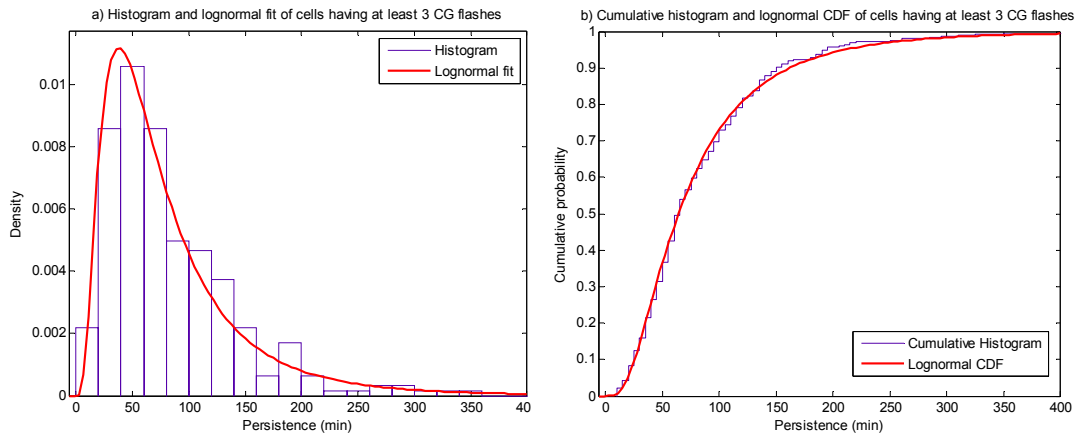 a) Histogram and lognormal fit of cells having at least 3 CG flashes
Histogram
Lognormal fit
0.01
0.008
0.006
0.004
0.002
0
Density
0 50 100 150 200 250 300 350 400
Persistence (min)
b) Cumulative histogram and lognormal CDF of cells having at least 3 CG flashes
1
0.9
0.8
0.7
0.6
0.5
0.4
0.3
0.2
0.1
0
Cumulative probability
Cumulative Histogram
Lognormal CDF
0 50 100 150 200 250 300 350 400
Persistence (min)